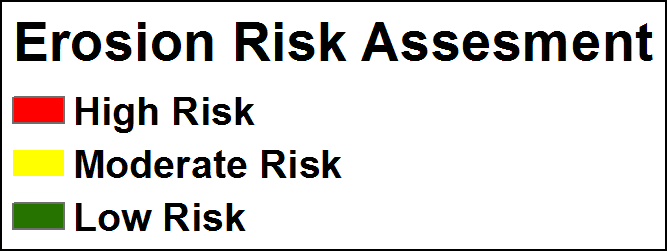 Erosion Risk Assesment
High Risk
Moderate Risk
Low Risk